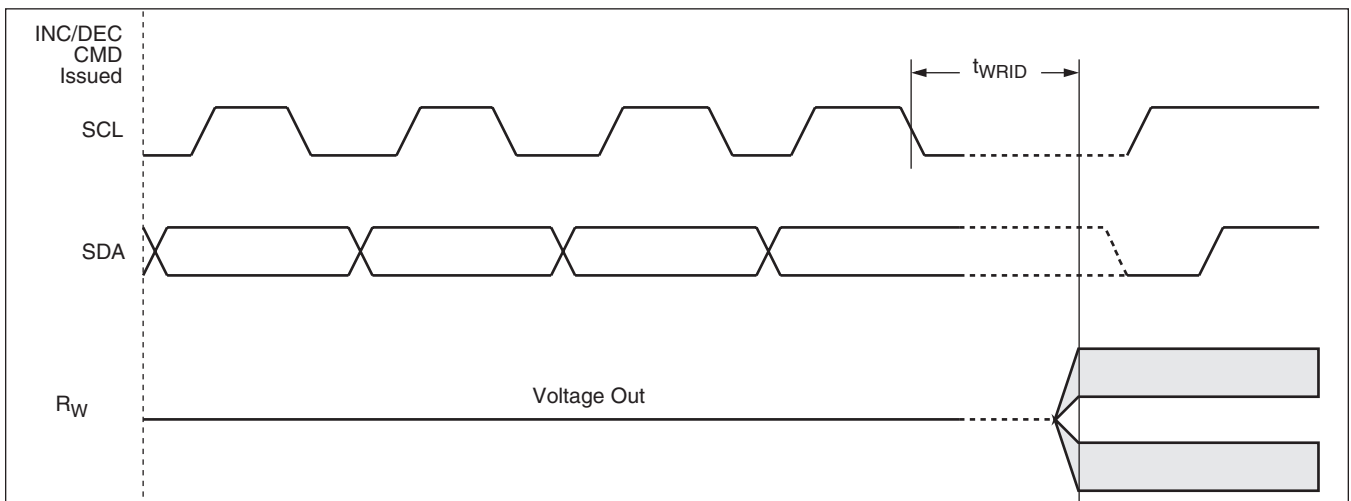 INC/DEC
CMD
Issued
tWRID
SCL
SDA
Voltage Out
RW